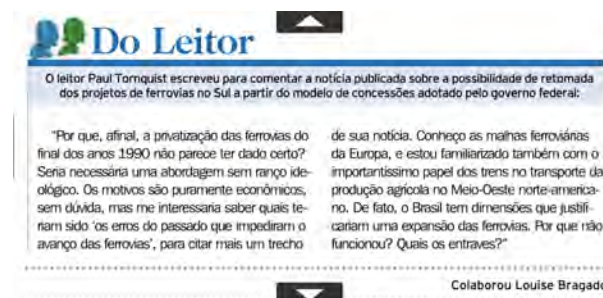 Do Leitor
O leitor Paul Tornquist escreveu para comentar a notícia publicada sobre a possibilidade de retomada
dos projetos de ferrovias no Sul a partir do modelo de concessões adotado pelo governo federal:
"Por que, afinal, a privatização das ferrovias do
final dos anos 1990 não parece ter dado certo?
Seria necessária uma abordagem sem ranço ide-
ológico. Os motivos são puramente econômicos,
sem dúvida, mas me interessaria saber quais te-
riam sido 'os erros do passado que impediram o
avanço das ferrovias', para citar mais um trecho
de sua notícia. Conheço as malhas ferroviárias
da Europa, e estou familiarizado também com o
importantíssimo papel dos trens no transporte da
produção agrícola no Meio-Oeste norte-america-
no. De fato, o Brasil tem dimensões que justifi-
cariam uma expansão das ferrovias. Por que não
funcionou? Quais os entraves?"
Colaborou Louise Bragado